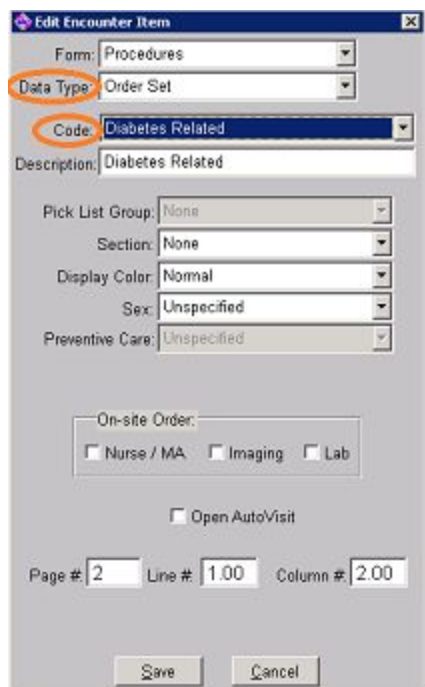 Edit Encounter Item
Form: Procedures
Data Type: Order Set
Code: Diabetes Related
Description: Diabetes Related
Pick List Group: None
Section: None
Display Color: Normal
Sex: Unspecified
Preventive Care: Unspecified
On-site Order:
Nurse / MA Imaging Lab
Open AutoVisit
Page #: 2 Line #: 1.00 Column #: 2.00
Save Cancel